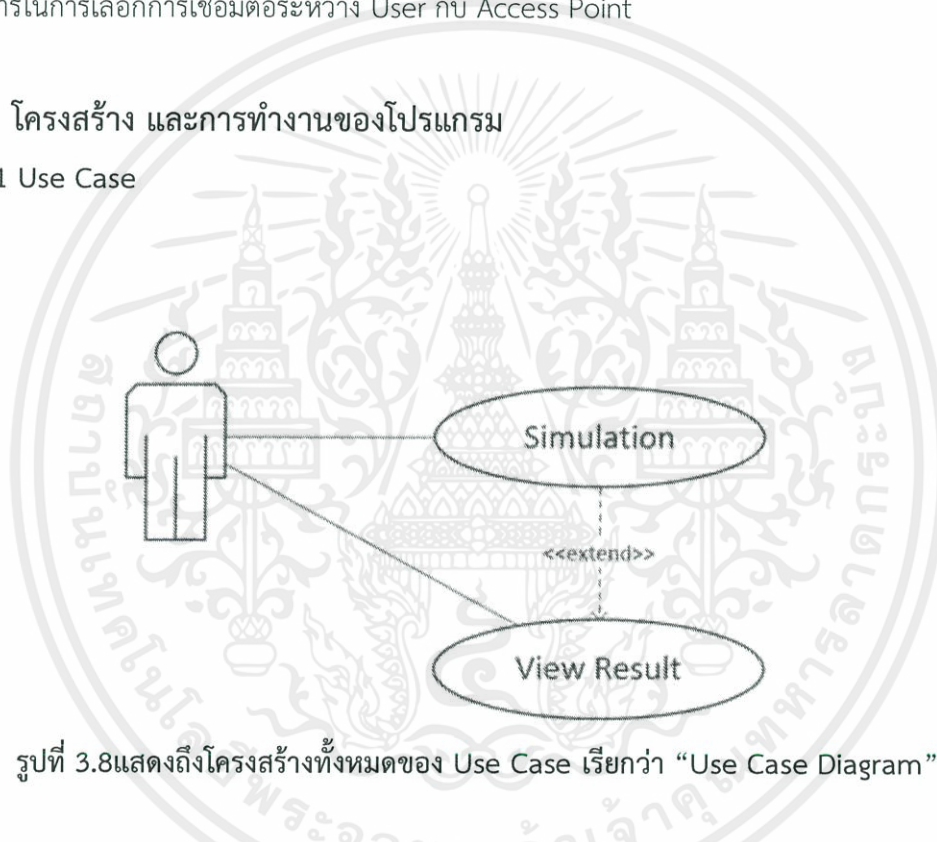 ารในการเลือกการเชื่อมต่อระหว่าง User กับ Access Point
โครงสร้าง และการทำงานของโปรแกรม
1 Use Case
Simulation
<<extend>>
View Result
รูปที่ 3.8แสดงถึงโครงสร้างทั้งหมดของ Use Case เรียกว่า “Use Case Diagram”